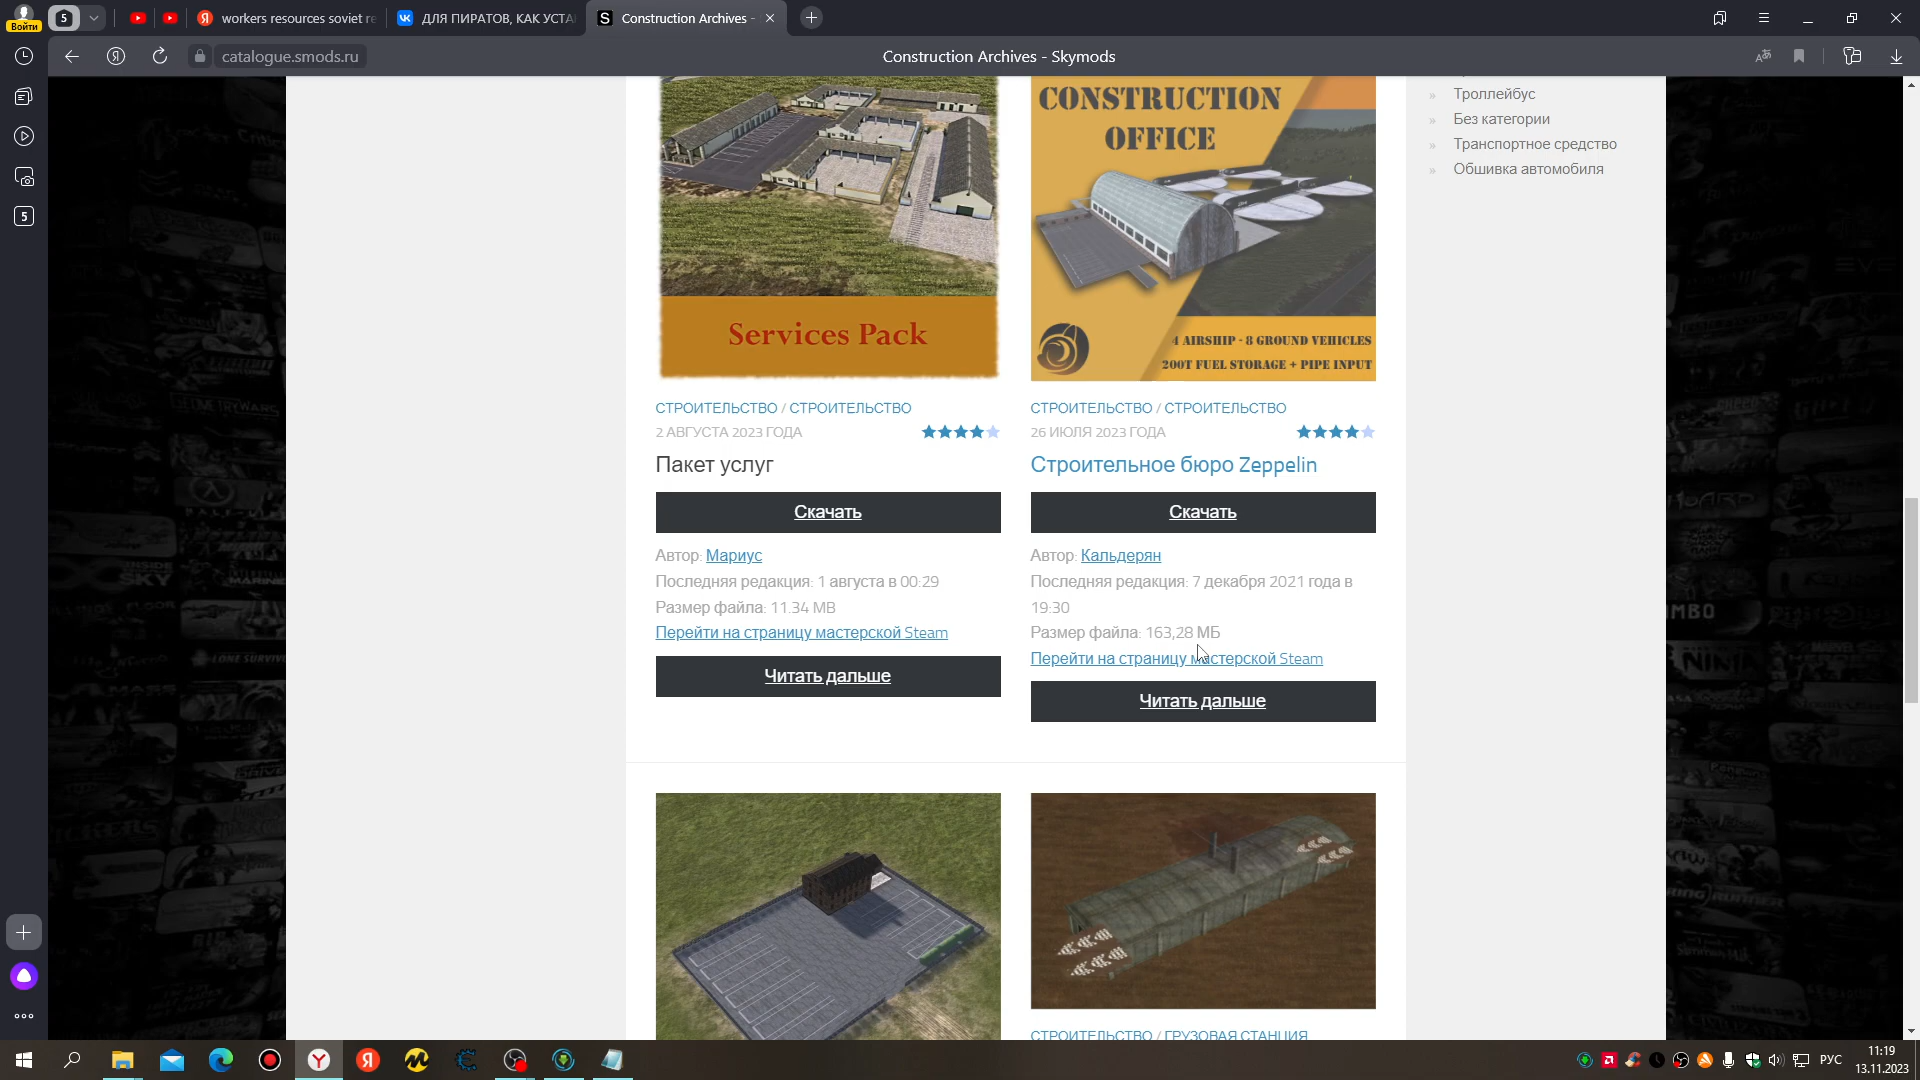 Войти
5
workers resources soviet re
ДЛЯ ПИРАТОВ, КАК УСТА
Construction Archives -
catalogue.smods.ru
Construction Archives - Skymods
5
Троллейбус
Без категории
Транспортное средство
Обшивка автомобиля
CONSTRUCTION
OFFICE
Services Pack
4 AIRSHIP - 8 GROUND VEHICLES
200T FUEL STORAGE + PIPE INPUT
СТРОИТЕЛЬСТВО / СТРОИТЕЛЬСТВО
2 АВГУСТА 2023 ГОДА
Пакет услуг
Скачать
Автор: Мариус
Последняя редакция: 1 августа в 00:29
Размер файла: 11.34 MB
Перейти на страницу мастерской Steam
Читать дальше
СТРОИТЕЛЬСТВО / СТРОИТЕЛЬСТВО
26 ИЮЛЯ 2023 ГОДА
Строительное бюро Zeppelin
Скачать
Автор: Кальдерян
Последняя редакция: 7 декабря 2021 года в
19:30
Размер файла: 163,28 МБ
Перейти на страницу мастерской Steam
Читать дальше
СТРОИТЕЛЬСТВО / ГРУЗОВАЯ СТАНЦИЯ
РУС
11:19
13.11.2023